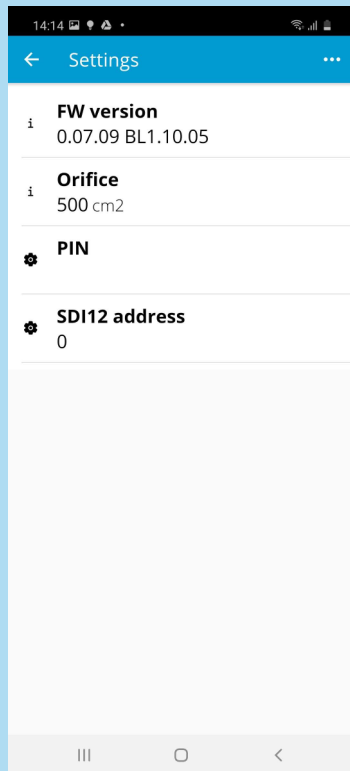 14:14
Settings
FW version
0.07.09 BL1.10.05
Orifice
500 cm2
PIN
SDI12 address
0